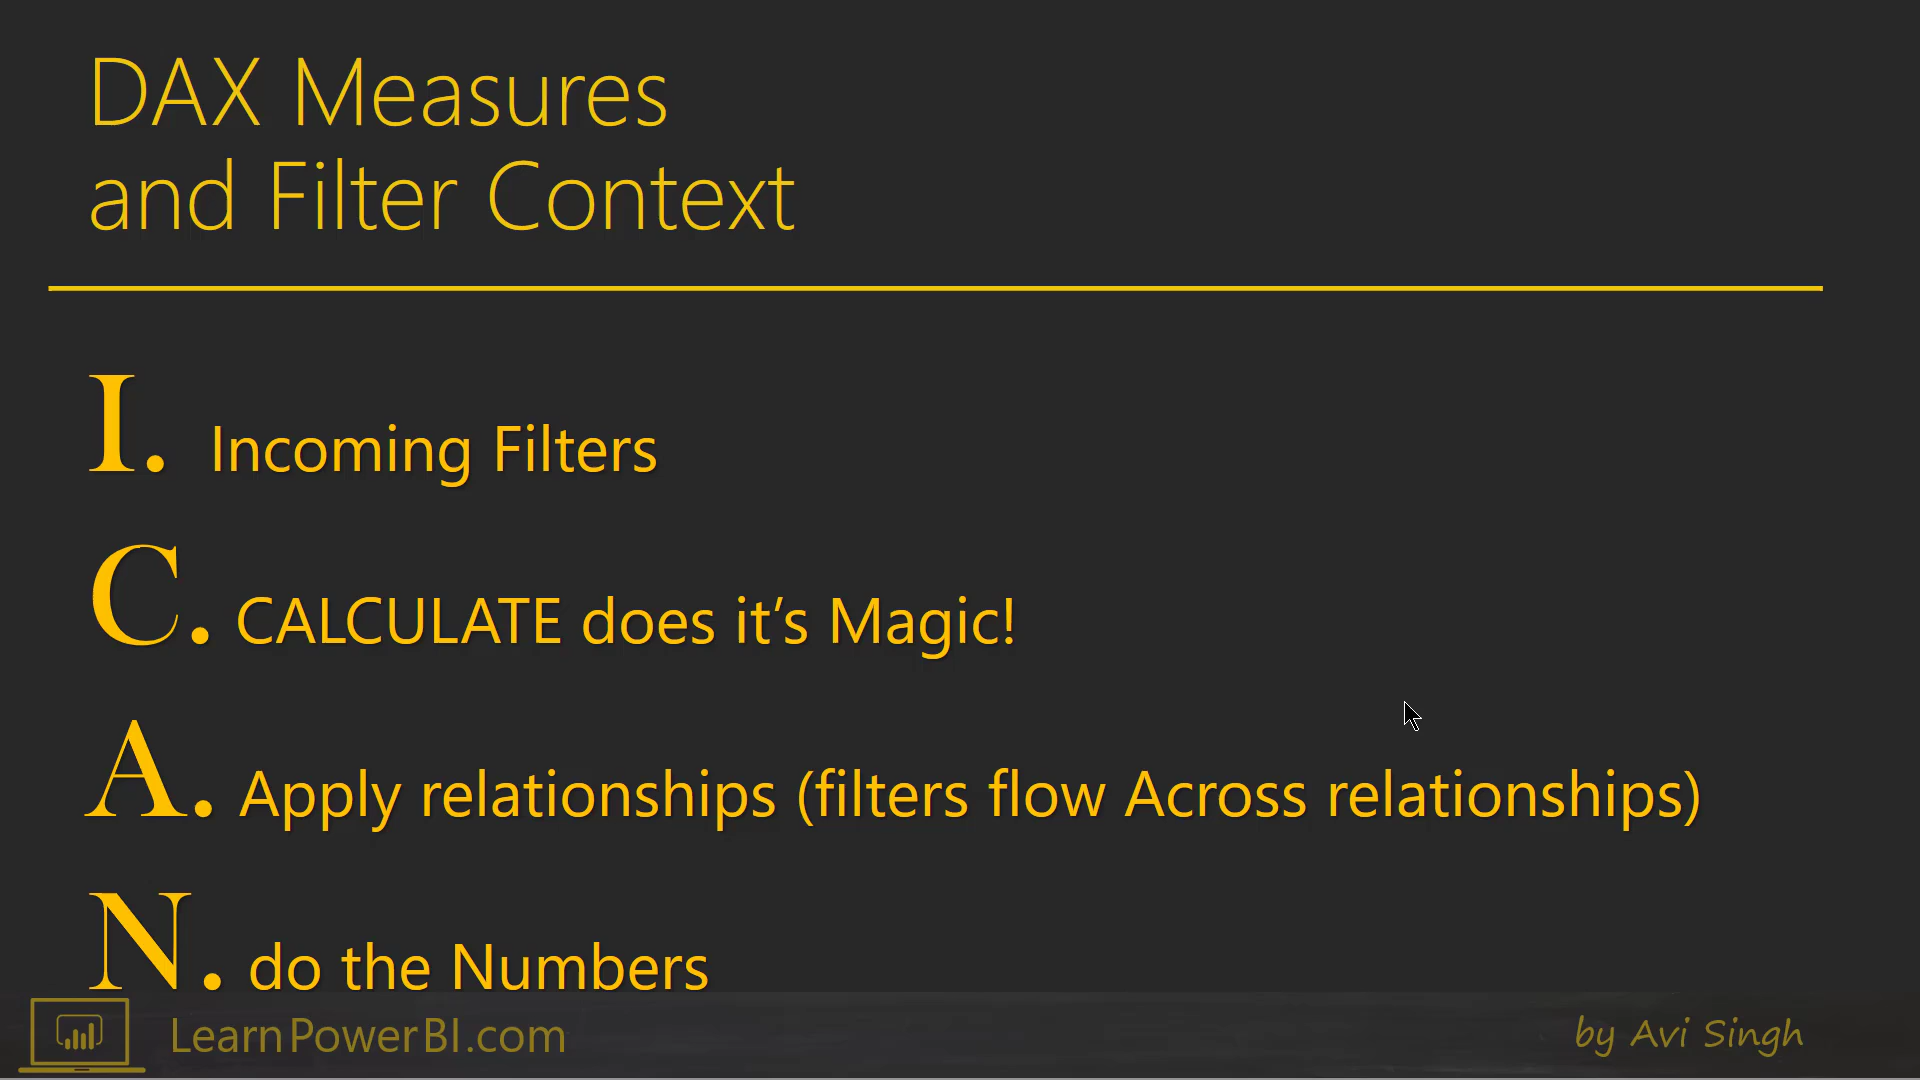 DAX Measures
and Filter Context
I. Incoming Filters
C. CALCULATE does it’s Magic!
A. Apply relationships (filters flow Across relationships)
N. do the Numbers
LearnPowerBI.com
by Avi Singh